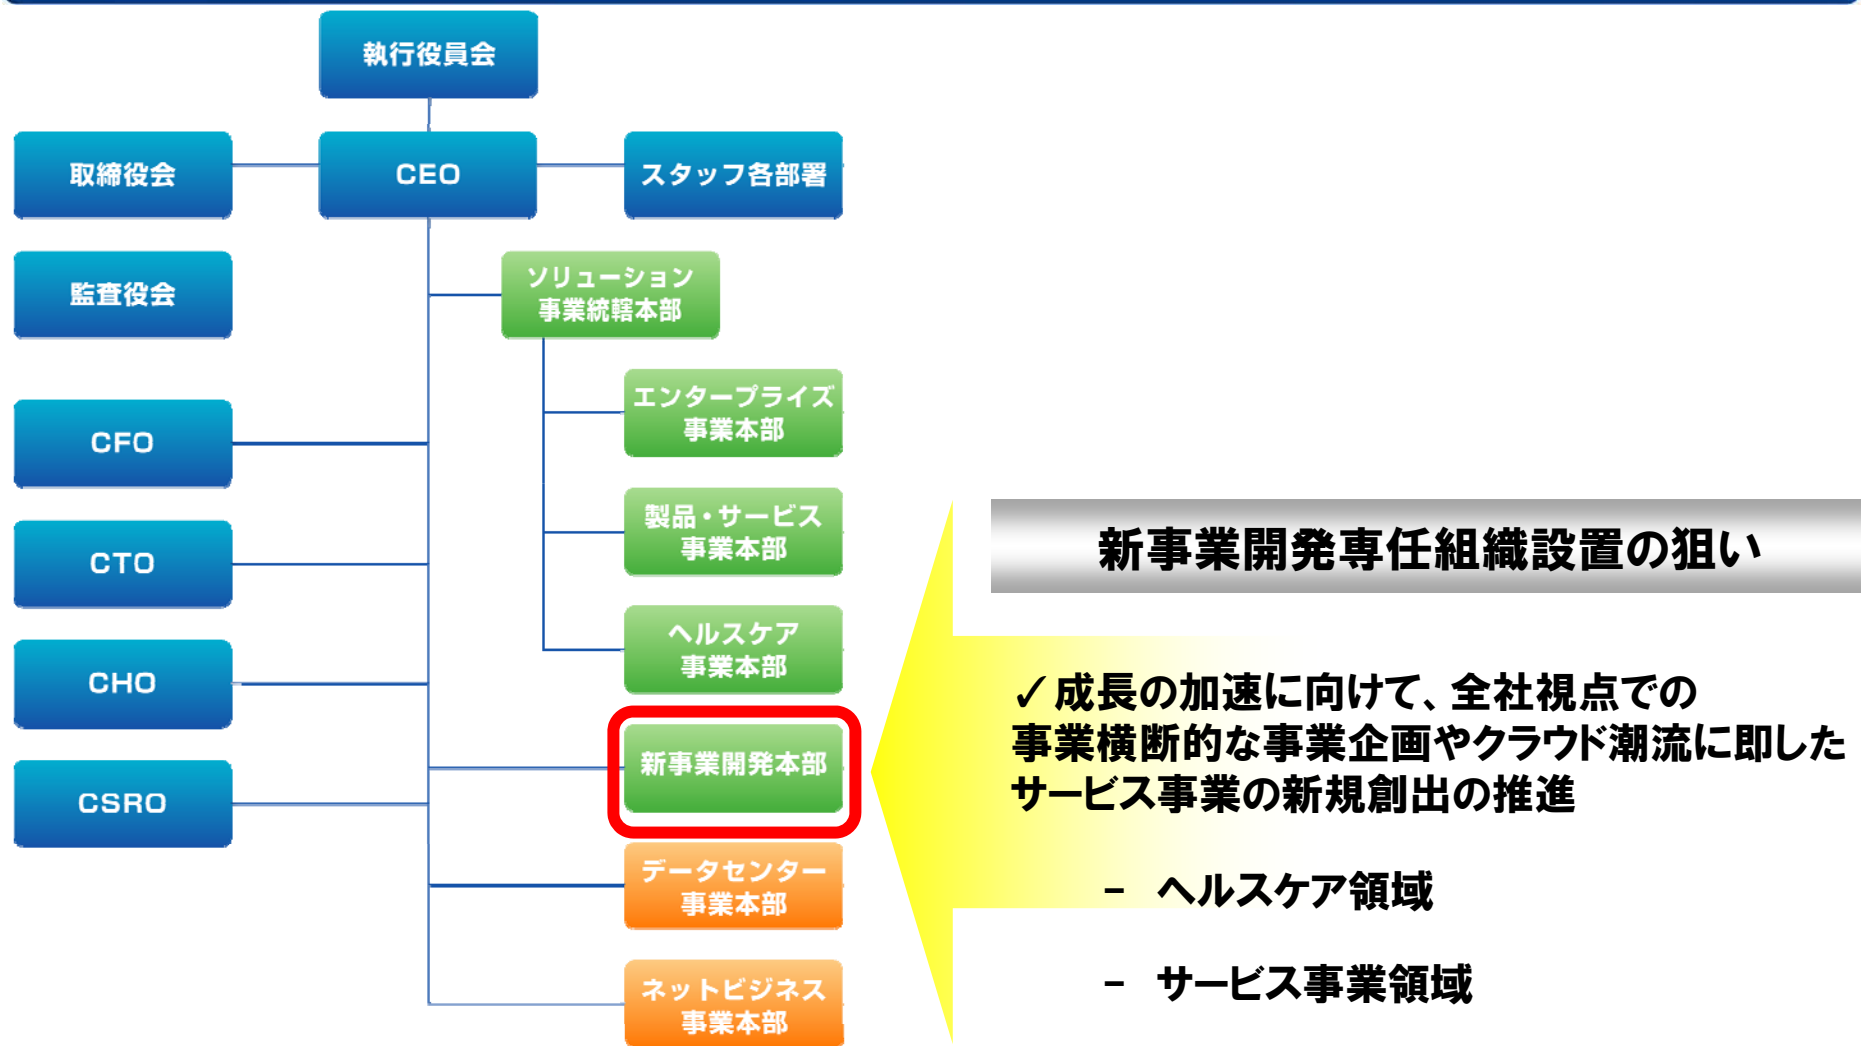 執行役員会
取締役会
CEO
スタッフ各部署
監査役会
ソリューション
事業統轄本部
エンタープライズ
事業本部
CFO
製品・サービス
事業本部
CTO
ヘルスケア
事業本部
CHO
新事業開発本部
CSRO
データセンター
事業本部
ネットビジネス
事業本部
新事業開発専任組織設置の狙い
✓成長の加速に向けて、全社視点での
事業横断的な事業企画やクラウド潮流に即した
サービス事業の新規創出の推進
－ ヘルスケア領域
－ サービス事業領域